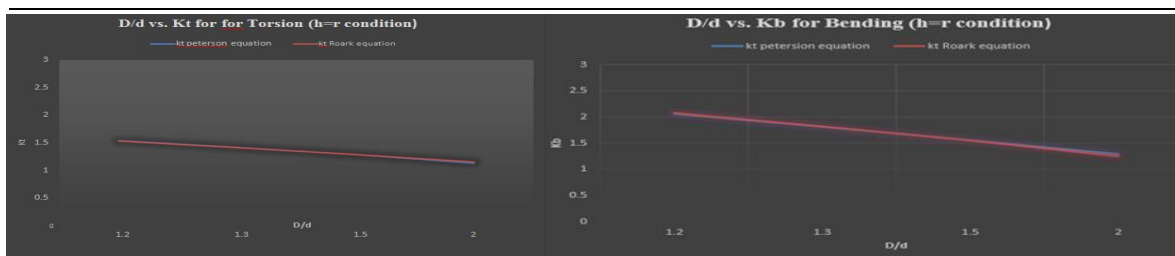 D/d vs. Kt for for Torsion (h=r condition)
kt peterson equation kt Roark equation
3
2.5
2
1.5
1
0.5
0
Kt
1.2 1.3 1.5 2
D/d
D/d vs. Kb for Bending (h=r condition)
kt petersion equation kt Roark equation
3
2.5
2
1.5
1
0.5
0
Kb
1.2 1.3 1.5 2
D/d